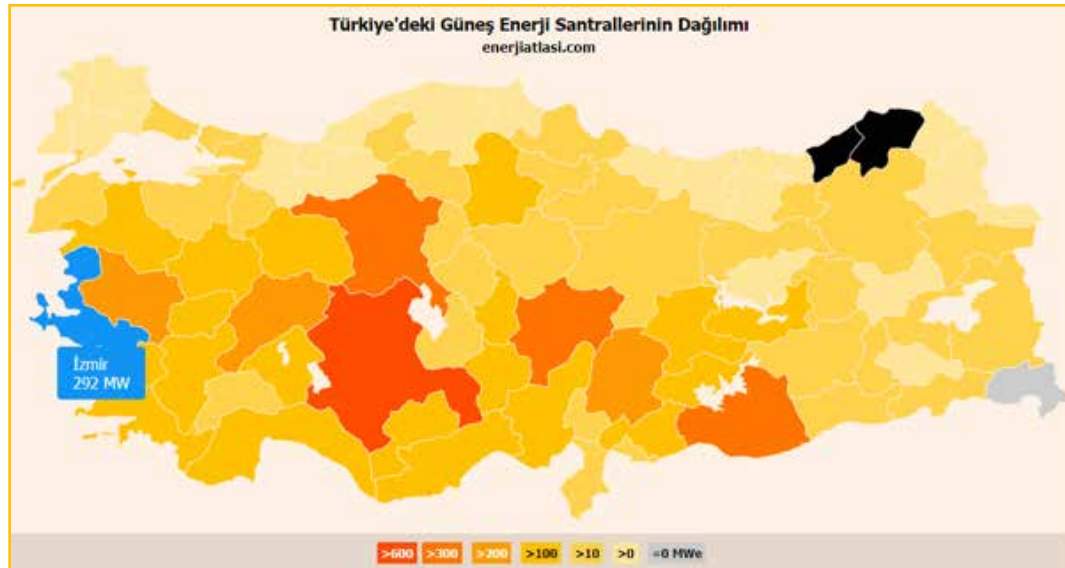 Türkiye'deki Güneş Enerji Santrallerinin Dağılımı
enerjiatlasi.com
İzmir
292 MW
>600 >300 >200 >100 >10 >0 =0 MWe